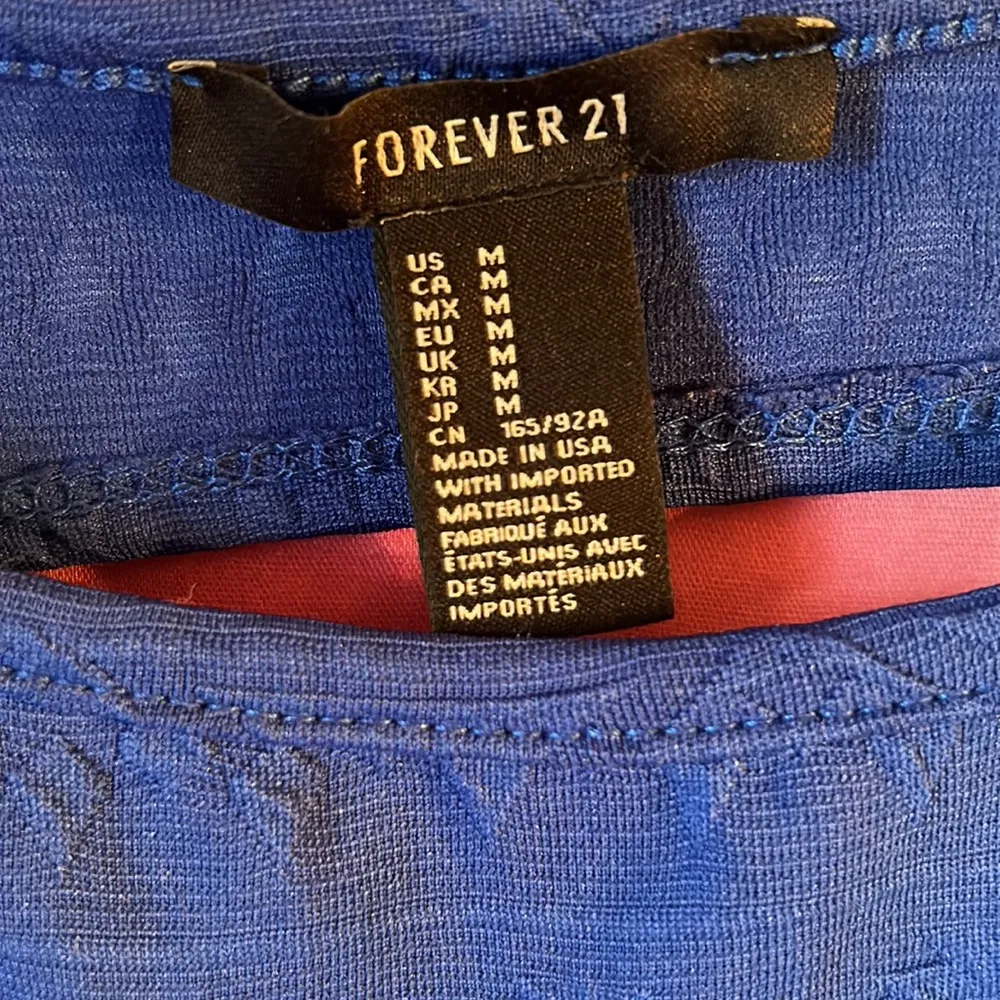 FOREVER 21
US M
CA M
MX M
EU M
UK M
KR M
JP M
CN 165/92A
MADE IN USA
WITH IMPORTED
MATERIALS
FABRIQUÉ AUX
ÉTATS-UNIS AVEC
DES MATÉRIAUX
IMPORTÉS